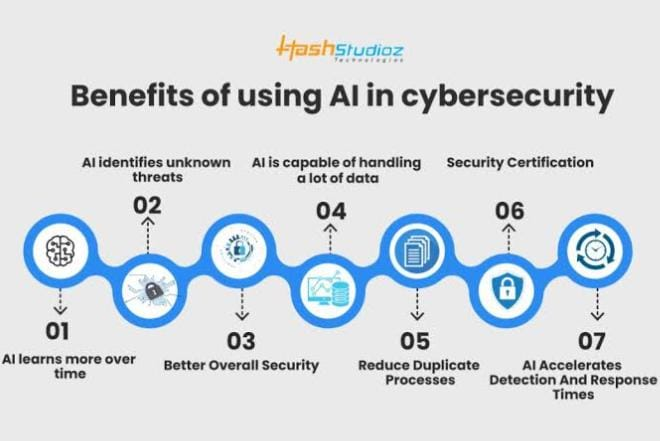 HashStudioz
Technologies
Benefits of using AI in cybersecurity
AI identifies unknown
threats
02
AI is capable of handling
a lot of data
04
Security Certification
06
01
AI learns more over
time
03
Better Overall Security
05
Reduce Duplicate
Processes
07
AI Accelerates
Detection And Response
Times